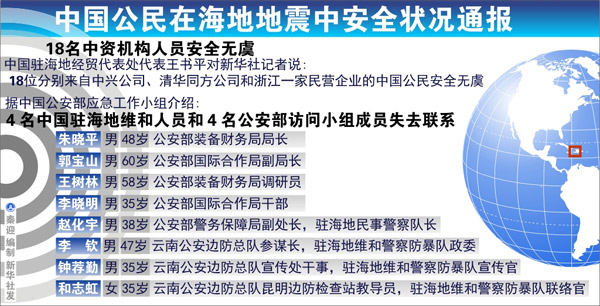 中国公民在海地地震中安全状况通报
18名中资机构人员安全无虞
中国驻海地经贸代表处代表王书平对新华社记者说：
18位分别来自中兴公司、清华同方公司和浙江一家民营企业的中国公民安全无虞
据中国公安部应急工作小组介绍：
4名中国驻海地维和人员和4名公安部访问小组成员失去联系
朱晓平 男 48岁 公安部装备财务局局长
郭宝山 男 60岁 公安部国际合作局副局长
王树林 男 58岁 公安部装备财务局调研员
李晓明 男 35岁 公安部国际合作局干部
赵化宇 男 38岁 公安部警务保障局副处长，驻海地民事警察队长
李 钦 男 47岁 云南公安边防总队参谋长，驻海地维和警察防暴队政委
钟荐勤 男 35岁 云南公安边防总队宣传处干事，驻海地维和警察防暴队宣传官
和志虹 女 35岁 云南公安边防总队昆明边防检查站教导员，驻海地维和警察防暴队联络官
秦迎 编制 新华社发